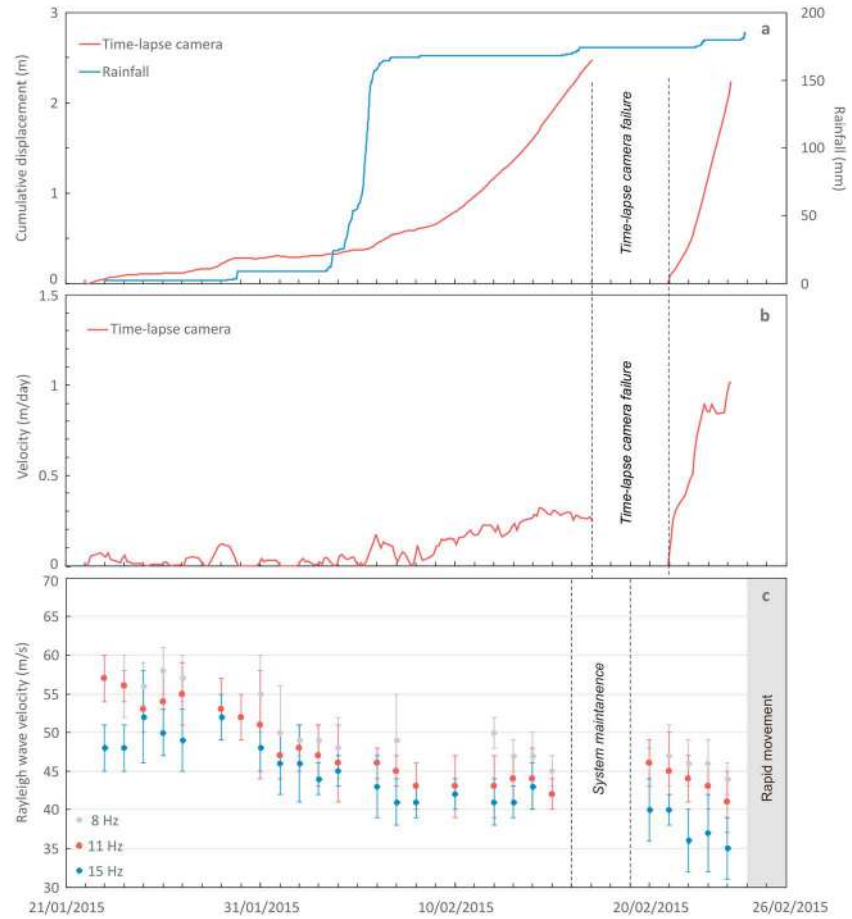 3
200
a
Time-lapse camera
Rainfall
2
150
Cumulative displacement (m)
Time-lapse camera failure
Rainfall (mm)
100
1
50
0
0
1.5
b
Time-lapse camera
1
Velocity (m/day)
Time-lapse camera failure
0.5
0
70
c
65
60
55
Rayleigh wave velocity (m/s)
50
System maintanence
Rapid movement
45
40
8 Hz
11 Hz
35
15 Hz
30
21/01/2015
31/01/2015
10/02/2015
20/02/2015
26/02/2015